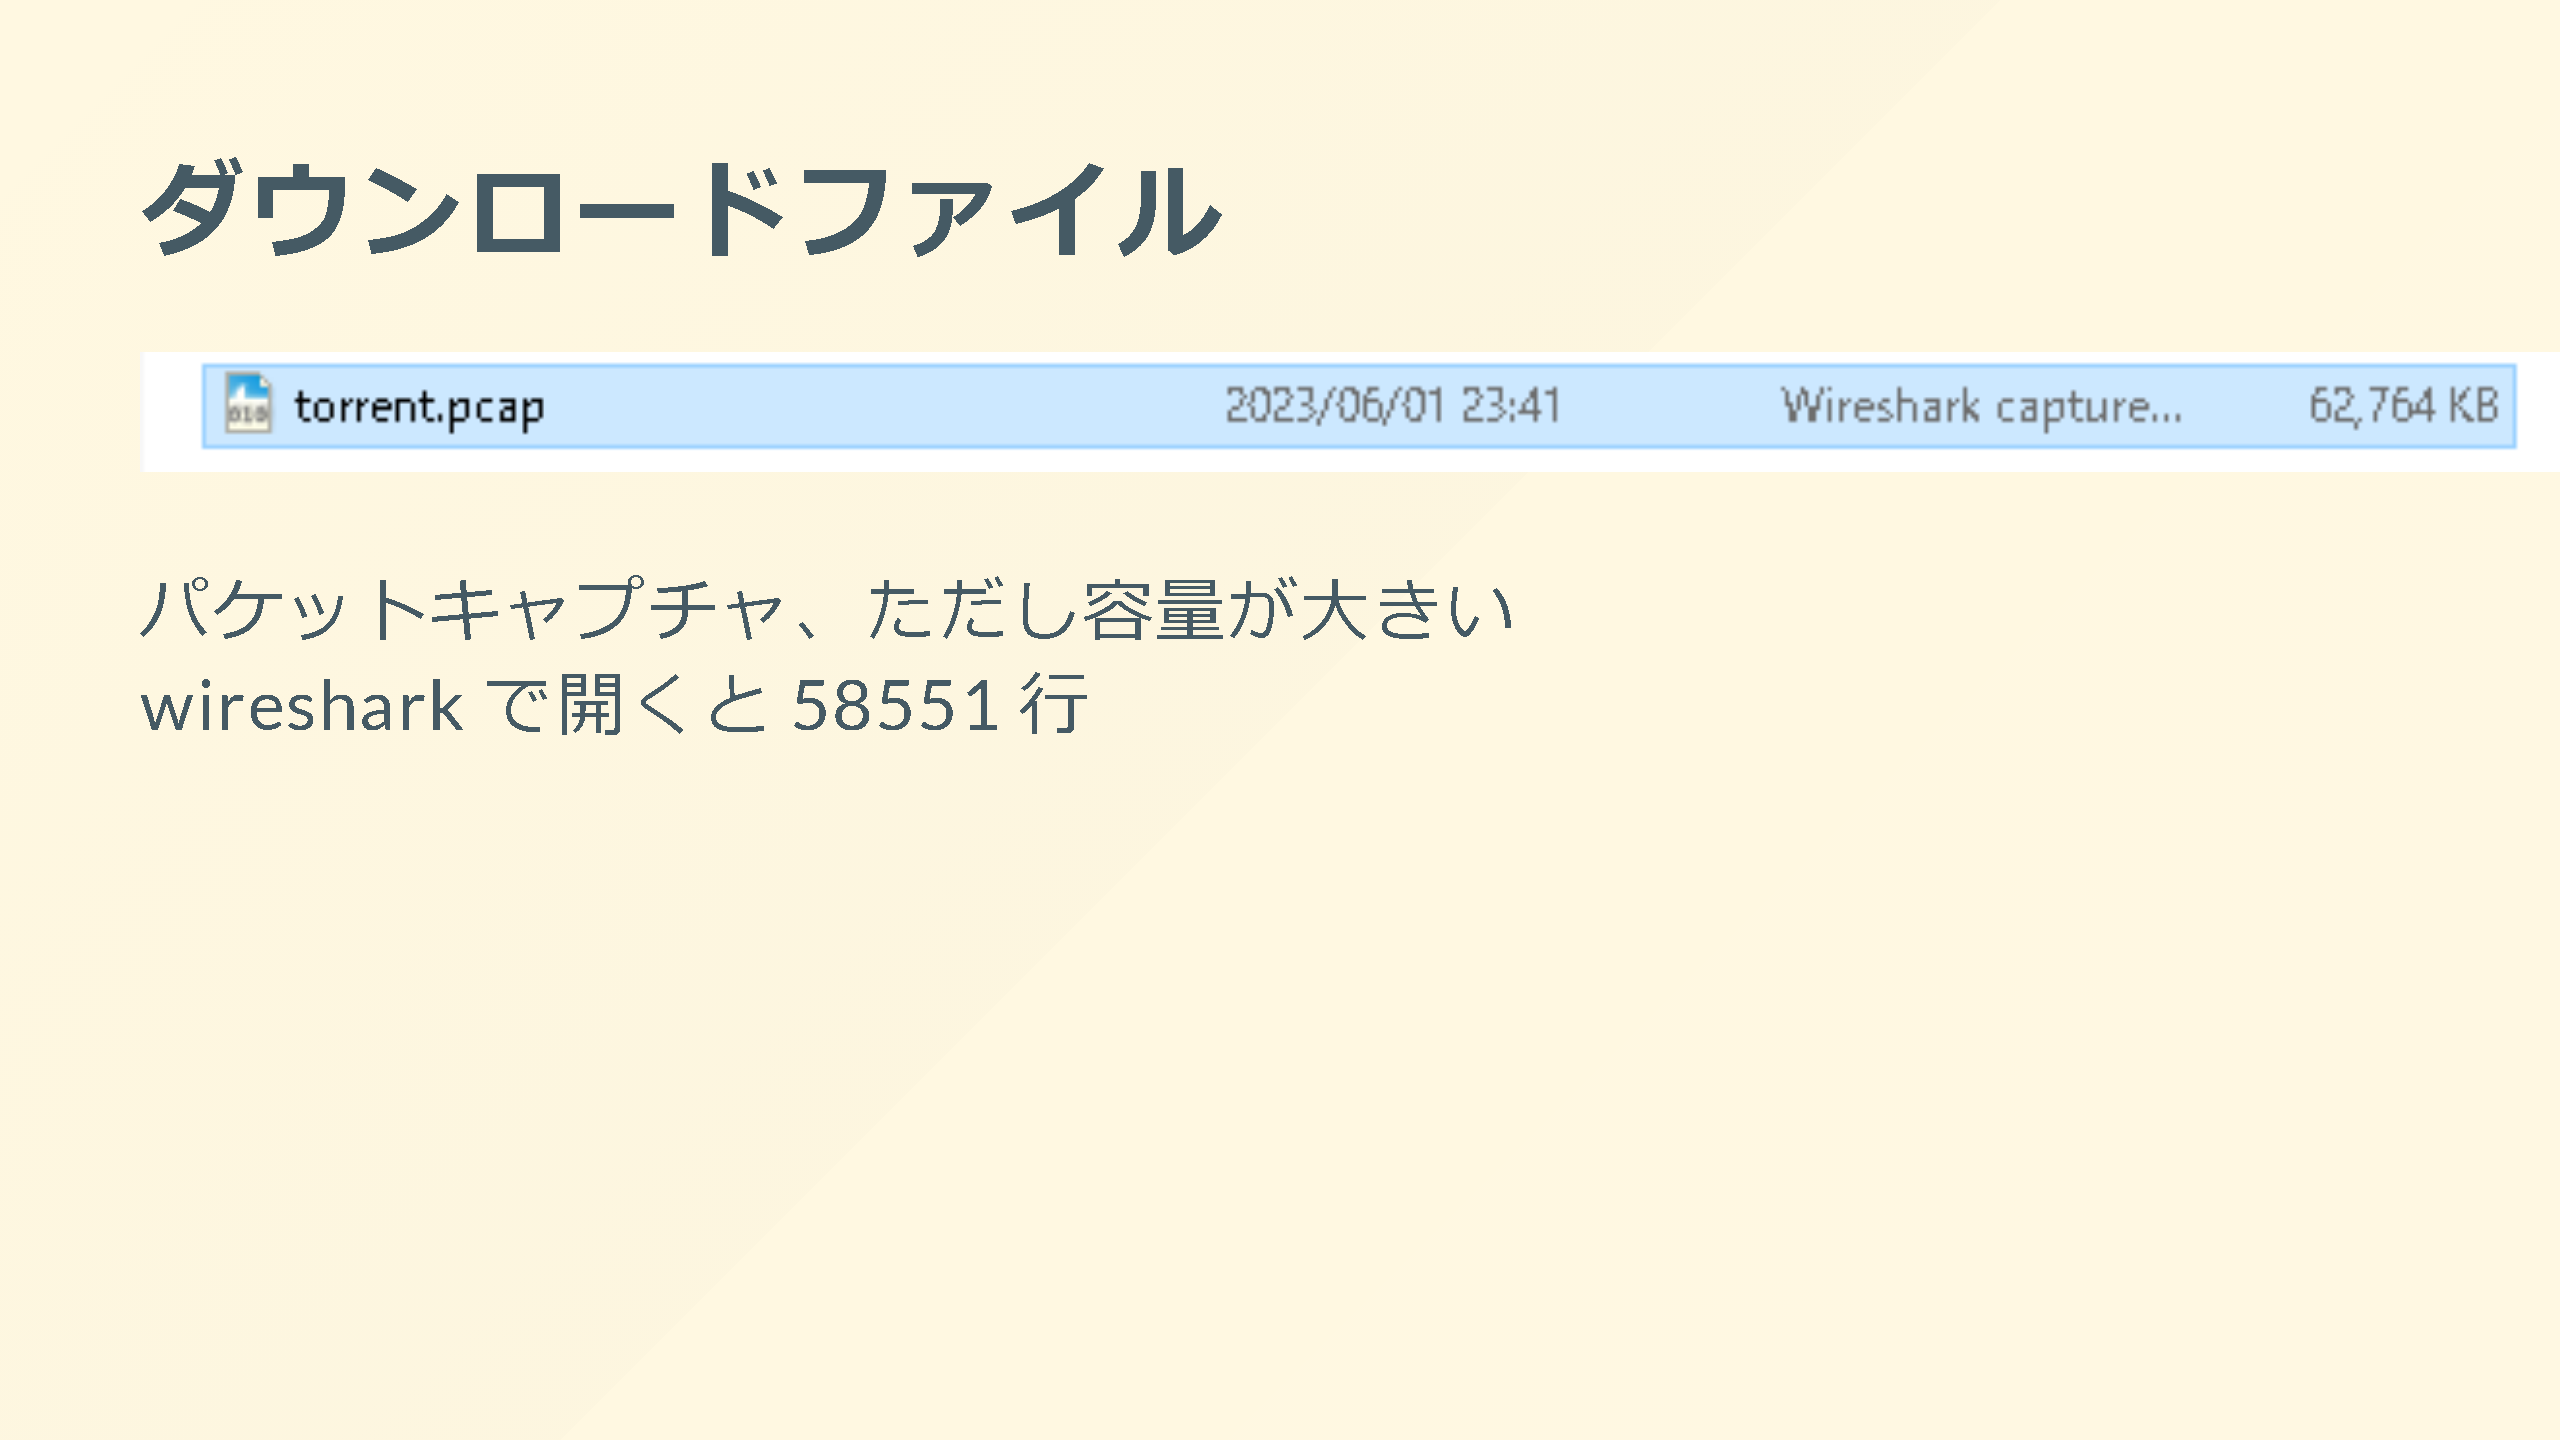 ダウンロードファイル
torrent.pcap 2023/06/01 23:41 Wireshark capture... 62,764 KB
パケットキャプチャ、ただし容量が大きい
wireshark で開くと 58551 行